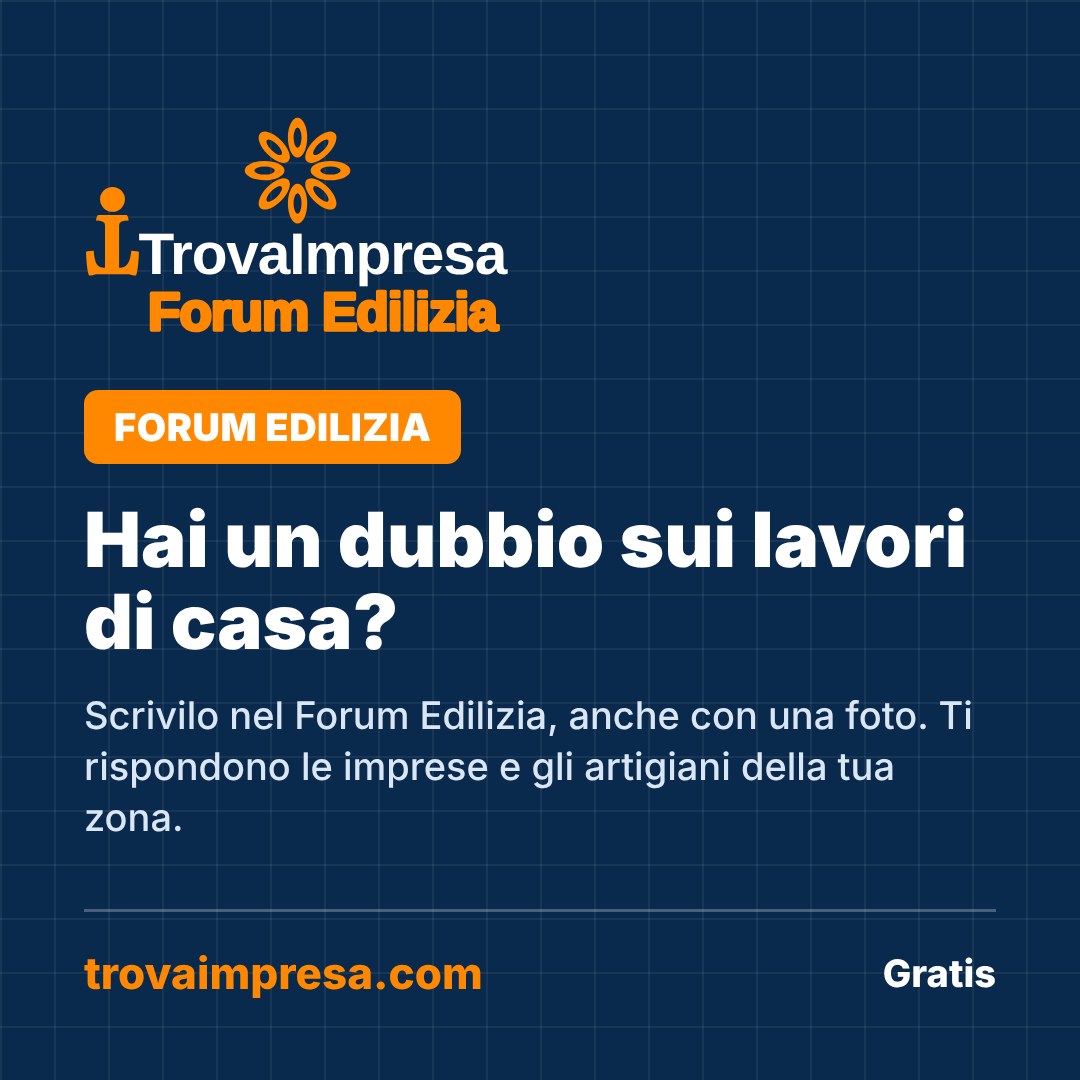 TrovaImpresa
Forum Edilizia
FORUM EDILIZIA
Hai un dubbio sui lavori
di casa?
Scrivilo nel Forum Edilizia, anche con una foto. Ti
rispondono le imprese e gli artigiani della tua
zona.
trovaimpresa.com
Gratis